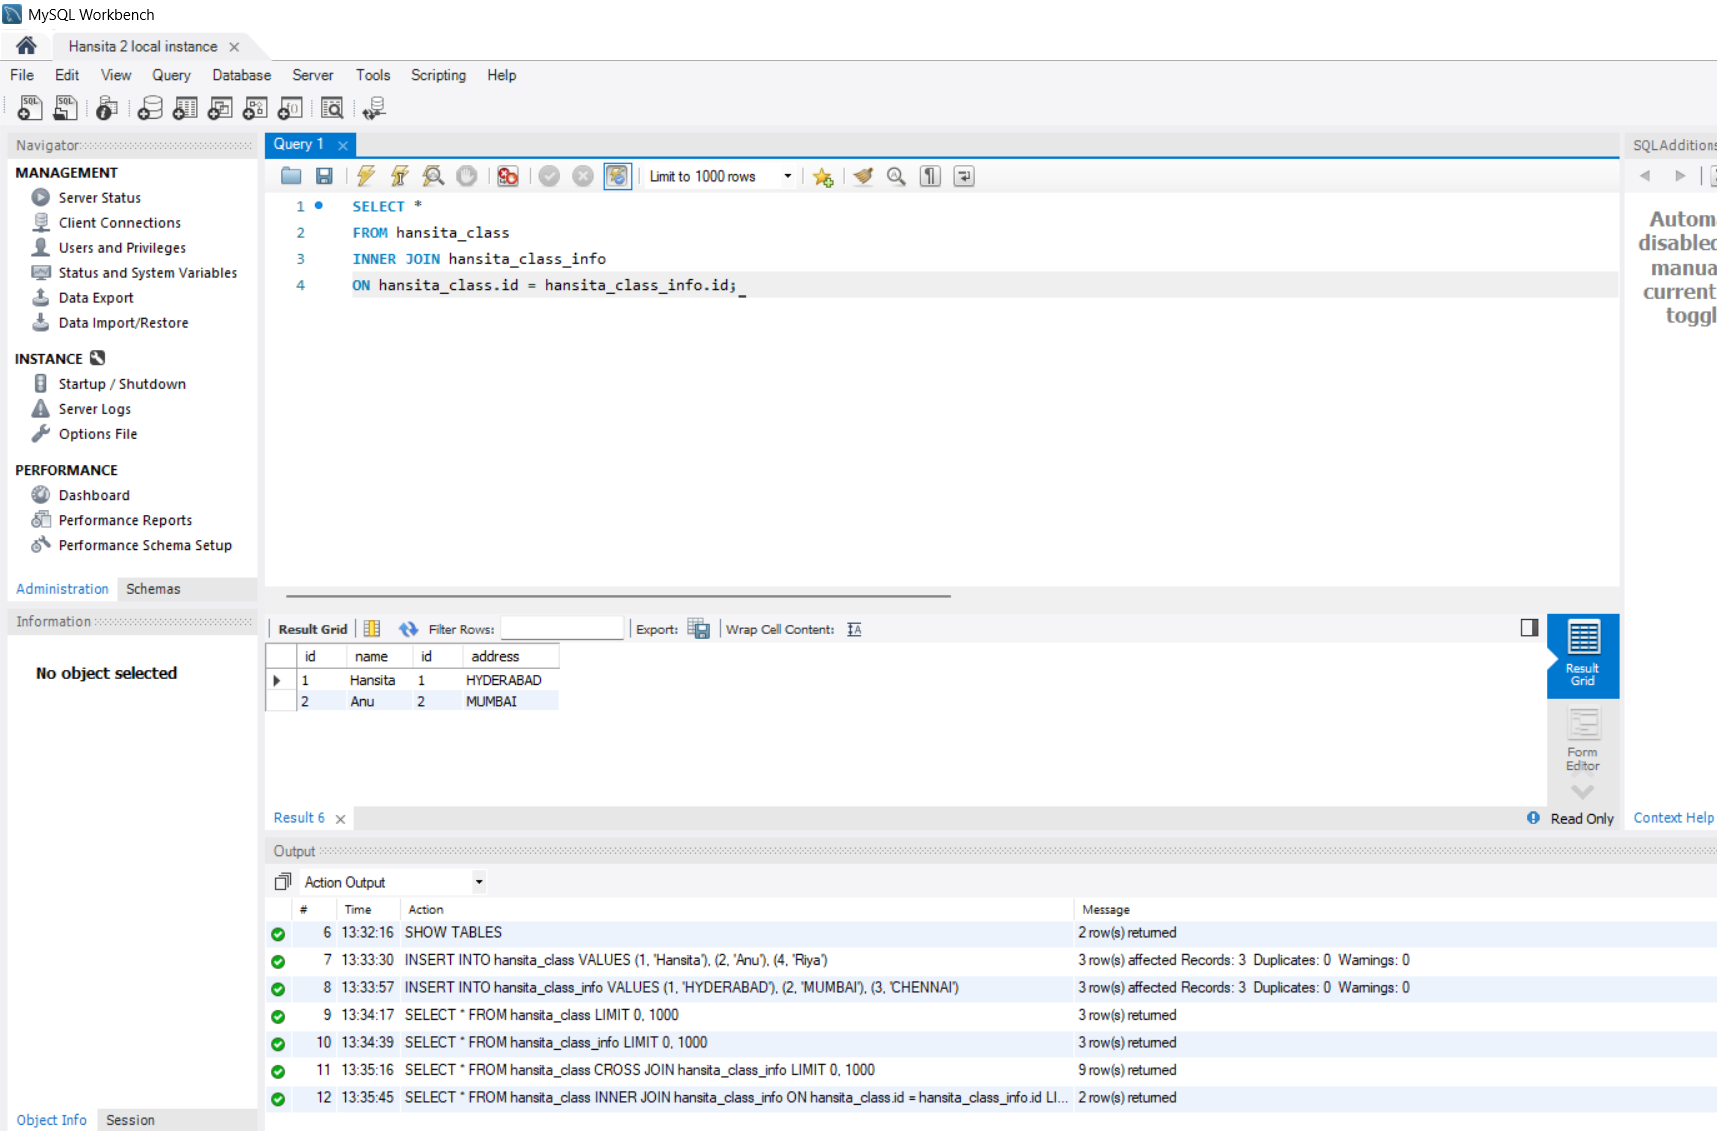 MySQL Workbench
Hansita 2 local instance
File Edit View Query Database Server Tools Scripting Help
Navigator
MANAGEMENT
Server Status
Client Connections
Users and Privileges
Status and System Variables
Data Export
Data Import/Restore
INSTANCE
Startup / Shutdown
Server Logs
Options File
PERFORMANCE
Dashboard
Performance Reports
Performance Schema Setup
Administration Schemas
Information
No object selected
Object Info Session
Query 1
Limit to 1000 rows
1 SELECT *
2 FROM hansita_class
3 INNER JOIN hansita_class_info
4 ON hansita_class.id = hansita_class_info.id;
Result Grid Filter Rows: Export: Wrap Cell Content:
id name id address
1 Hansita 1 HYDERABAD
2 Anu 2 MUMBAI
Result
Grid
Form
Editor
Result 6 Read Only
SQLAdditions
Autom
disabled
manua
current
toggl
Context Help
Output
Action Output
# Time Action Message
6 13:32:16 SHOW TABLES 2 row(s) returned
7 13:33:30 INSERT INTO hansita_class VALUES (1, 'Hansita'), (2, 'Anu'), (4, 'Riya') 3 row(s) affected Records: 3 Duplicates: 0 Warnings: 0
8 13:33:57 INSERT INTO hansita_class_info VALUES (1, 'HYDERABAD'), (2, 'MUMBAI'), (3, 'CHENNAI') 3 row(s) affected Records: 3 Duplicates: 0 Warnings: 0
9 13:34:17 SELECT * FROM hansita_class LIMIT 0, 1000 3 row(s) returned
10 13:34:39 SELECT * FROM hansita_class_info LIMIT 0, 1000 3 row(s) returned
11 13:35:16 SELECT * FROM hansita_class CROSS JOIN hansita_class_info LIMIT 0, 1000 9 row(s) returned
12 13:35:45 SELECT * FROM hansita_class INNER JOIN hansita_class_info ON hansita_class.id = hansita_class_info.id LI... 2 row(s) returned